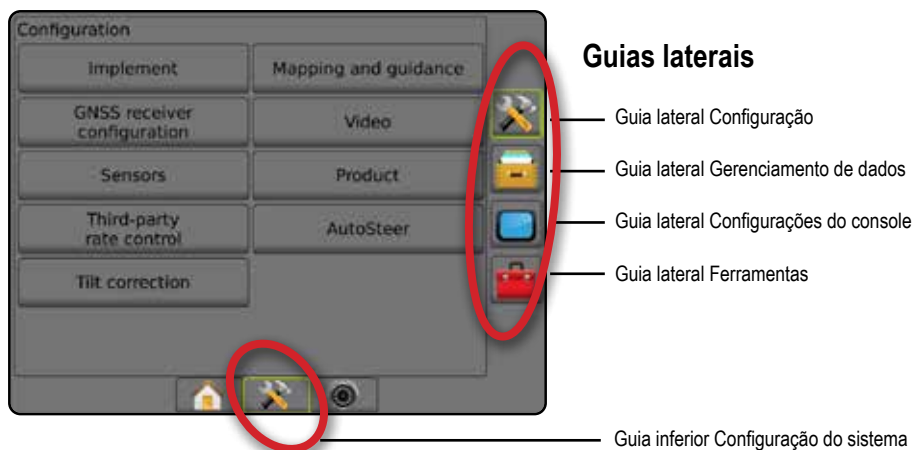 Configuration
Implement
Mapping and guidance
GNSS receiver
configuration
Video
Sensors
Product
Third-party
rate control
AutoSteer
Tilt correction
Guias laterais
Guia lateral Configuração
Guia lateral Gerenciamento de dados
Guia lateral Configurações do console
Guia lateral Ferramentas
Guia inferior Configuração do sistema